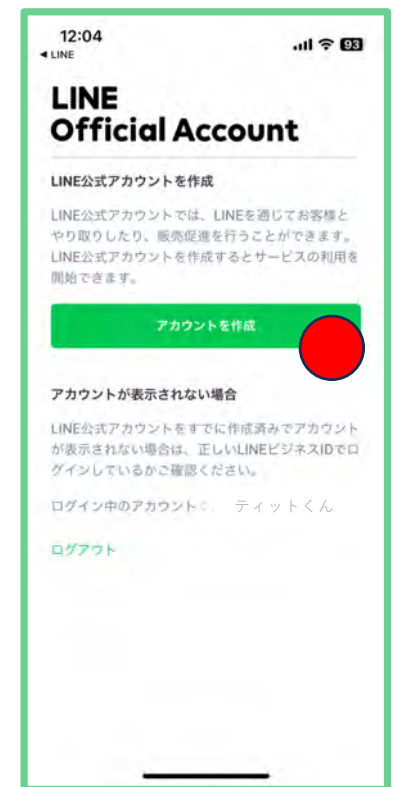 12:04
93
◀ LINE
LINE
Official Account
LINE公式アカウントを作成
LINE公式アカウントでは、LINEを通じてお客様と
やり取りしたり、販売促進を行うことができます。
LINE公式アカウントを作成するとサービスの利用を
開始できます。
アカウントを作成
アカウントが表示されない場合
LINE公式アカウントをすでに作成済みでアカウント
が表示されない場合は、正しいLINEビジネスIDでロ
グインしているかご確認ください。
ログイン中のアカウント： ティットくん
ログアウト